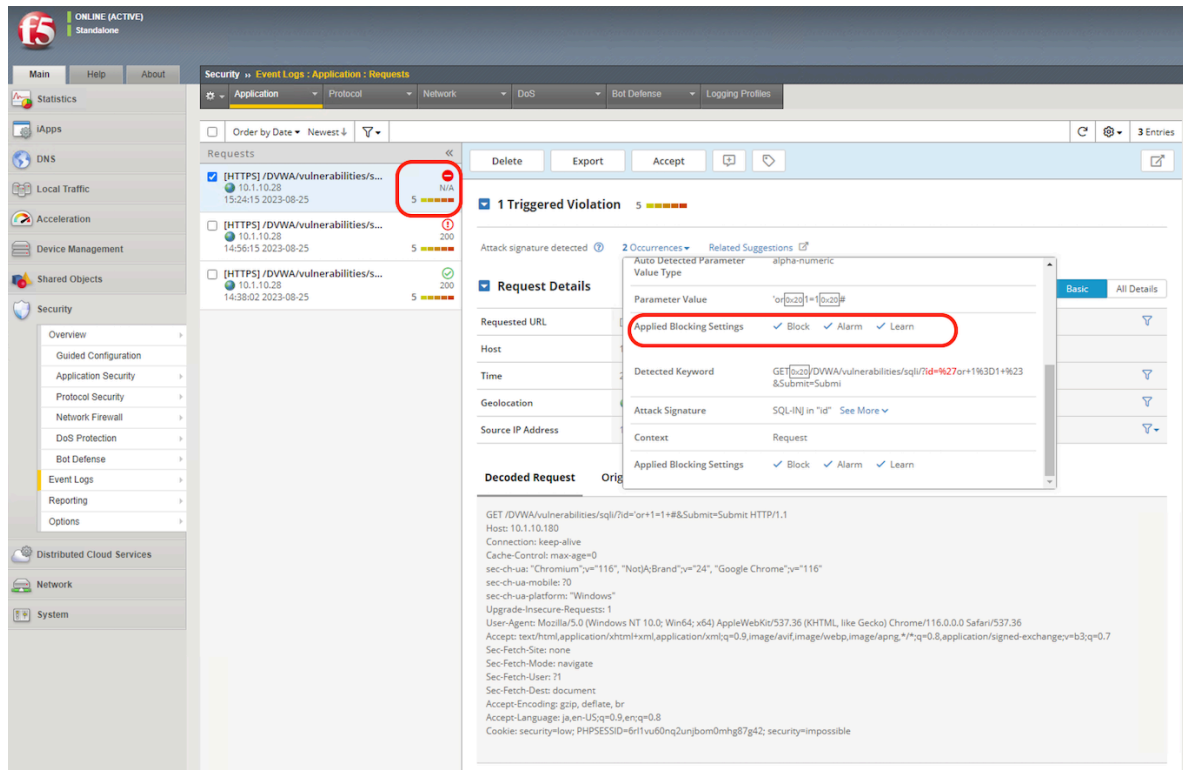 f5
ONLINE (ACTIVE)
Standalone
Main Help About
Security ›› Event Logs : Application : Requests
Application Protocol Network DoS Bot Defense Logging Profiles
Statistics
iApps
DNS
Local Traffic
Acceleration
Device Management
Shared Objects
Security
Overview
Guided Configuration
Application Security
Protocol Security
Network Firewall
DoS Protection
Bot Defense
Event Logs
Reporting
Options
Distributed Cloud Services
Network
System
Order by Date Newest 3 Entries
Requests
[HTTPS] /DVWA/vulnerabilities/s...
10.1.10.28 N/A
15:24:15 2023-08-25 5
[HTTPS] /DVWA/vulnerabilities/s...
10.1.10.28 200
14:56:15 2023-08-25 5
[HTTPS] /DVWA/vulnerabilities/s...
10.1.10.28 200
14:38:02 2023-08-25 5
Delete Export Accept
1 Triggered Violation 5
Attack signature detected 2 Occurrences Related Suggestions
Auto Detected Parameter alpha-numeric
Value Type
Parameter Value 'or0x201=10x20#
Applied Blocking Settings Block Alarm Learn
Detected Keyword GET0x20/DVWA/vulnerabilities/sqli/?id=%27or+1%3D1+%23
&Submit=Submi
Attack Signature SQL-INJ in "id" See More
Context Request
Applied Blocking Settings Block Alarm Learn
Request Details Basic All Details
Requested URL
Host
Time
Geolocation
Source IP Address
Decoded Request Orig
GET /DVWA/vulnerabilities/sqli/?id='or+1=1+#&Submit=Submit HTTP/1.1
Host: 10.1.10.180
Connection: keep-alive
Cache-Control: max-age=0
sec-ch-ua: "Chromium";v="116", "Not)A;Brand";v="24", "Google Chrome";v="116"
sec-ch-ua-mobile: ?0
sec-ch-ua-platform: "Windows"
Upgrade-Insecure-Requests: 1
User-Agent: Mozilla/5.0 (Windows NT 10.0; Win64; x64) AppleWebKit/537.36 (KHTML, like Gecko) Chrome/116.0.0.0 Safari/537.36
Accept: text/html,application/xhtml+xml,application/xml;q=0.9,image/avif,image/webp,image/apng,*/*;q=0.8,application/signed-exchange;v=b3;q=0.7
Sec-Fetch-Site: none
Sec-Fetch-Mode: navigate
Sec-Fetch-User: ?1
Sec-Fetch-Dest: document
Accept-Encoding: gzip, deflate, br
Accept-Language: ja,en-US;q=0.9,en;q=0.8
Cookie: security=low; PHPSESSID=6rl1vu60nq2unjbom0mhg87g42; security=impossible